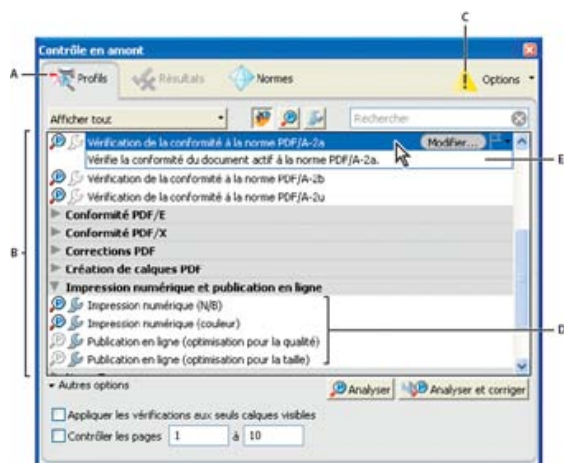 C
Contrôle en amont
A
Profils
Résultats
Normes
Options
Afficher tout
Rechercher
Vérification de la conformité à la norme PDF/A-2a
Modifier...
Vérifie la conformité du document actif à la norme PDF/A-2a.
E
Vérification de la conformité à la norme PDF/A-2b
Vérification de la conformité à la norme PDF/A-2u
Conformité PDF/E
B
Conformité PDF/X
Corrections PDF
Création de calques PDF
Impression numérique et publication en ligne
Impression numérique (N/B)
Impression numérique (couleur)
D
Publication en ligne (optimisation pour la qualité)
Publication en ligne (optimisation pour la taille)
Autres options
Analyser
Analyser et corriger
Appliquer les vérifications aux seuls calques visibles
Contrôler les pages 1 à 10